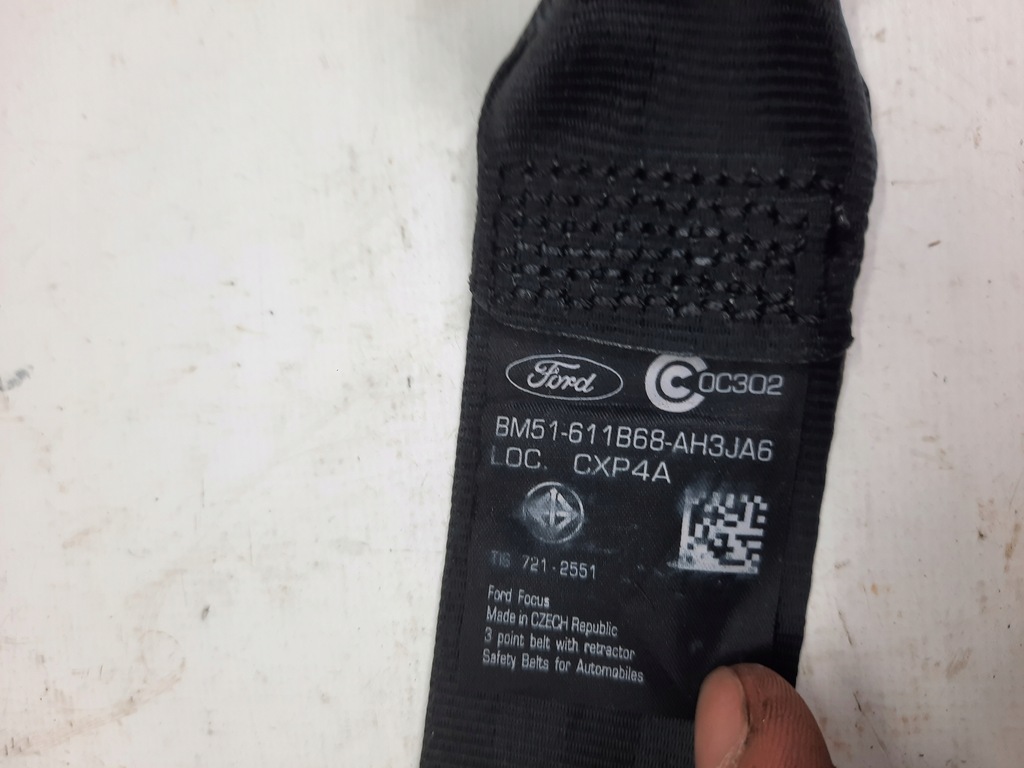 Ford C 0C302
BM51-611B68-AH3JA6
LOC. CXP4A
TIS 721-2551
Ford Focus
Made in CZECH Republic
3 point belt with retractor
Safety Belts for Automobiles